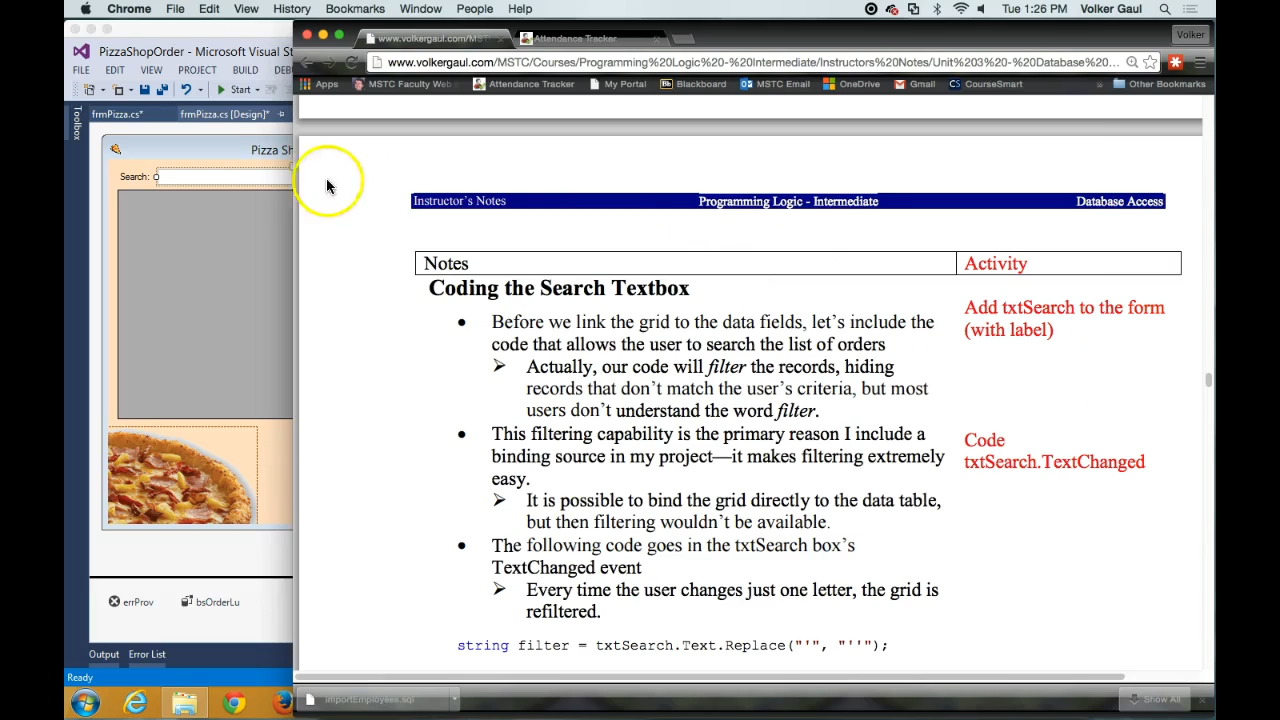 Chrome File Edit View History Bookmarks Window People Help Tue 1:26 PM Volker Gaul
PizzaShopOrder - Microsoft Visual St
FILE EDIT VIEW PROJECT BUILD DEBU
Start
frmPizza.cs* frmPizza.cs [Design]*
Toolbox
Pizza Sh
Search:
errProv bsOrderLu
Output Error List
Ready
www.volkergaul.com/MST Attendance Tracker Volker
www.volkergaul.com/MSTC/Courses/Programming%20Logic%20-%20Intermediate/Instructors%20Notes/Unit%203%20-%20Database%20...
Apps MSTC Faculty Web Attendance Tracker My Portal Blackboard MSTC Email OneDrive Gmail CourseSmart » Other Bookmarks
Instructor's Notes Programming Logic - Intermediate Database Access
Notes Activity
Coding the Search Textbox
• Before we link the grid to the data fields, let's include the
code that allows the user to search the list of orders
➢ Actually, our code will filter the records, hiding
records that don't match the user's criteria, but most
users don't understand the word filter.
• This filtering capability is the primary reason I include a
binding source in my project—it makes filtering extremely
easy.
➢ It is possible to bind the grid directly to the data table,
but then filtering wouldn't be available.
• The following code goes in the txtSearch box's
TextChanged event
➢ Every time the user changes just one letter, the grid is
refiltered.
string filter = txtSearch.Text.Replace("'", "''");
Add txtSearch to the form
(with label)
Code
txtSearch.TextChanged
importEmployees.sql Show All